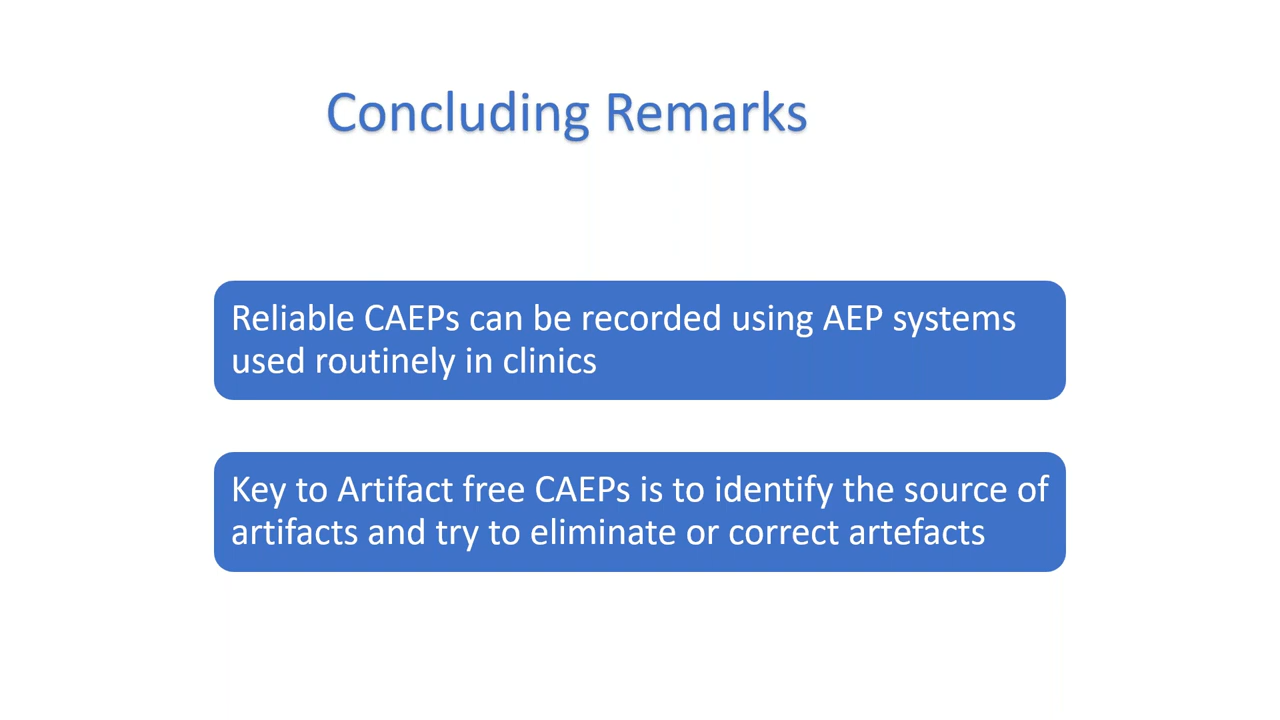 Concluding Remarks
Reliable CAEPs can be recorded using AEP systems
used routinely in clinics
Key to Artifact free CAEPs is to identify the source of
artifacts and try to eliminate or correct artefacts